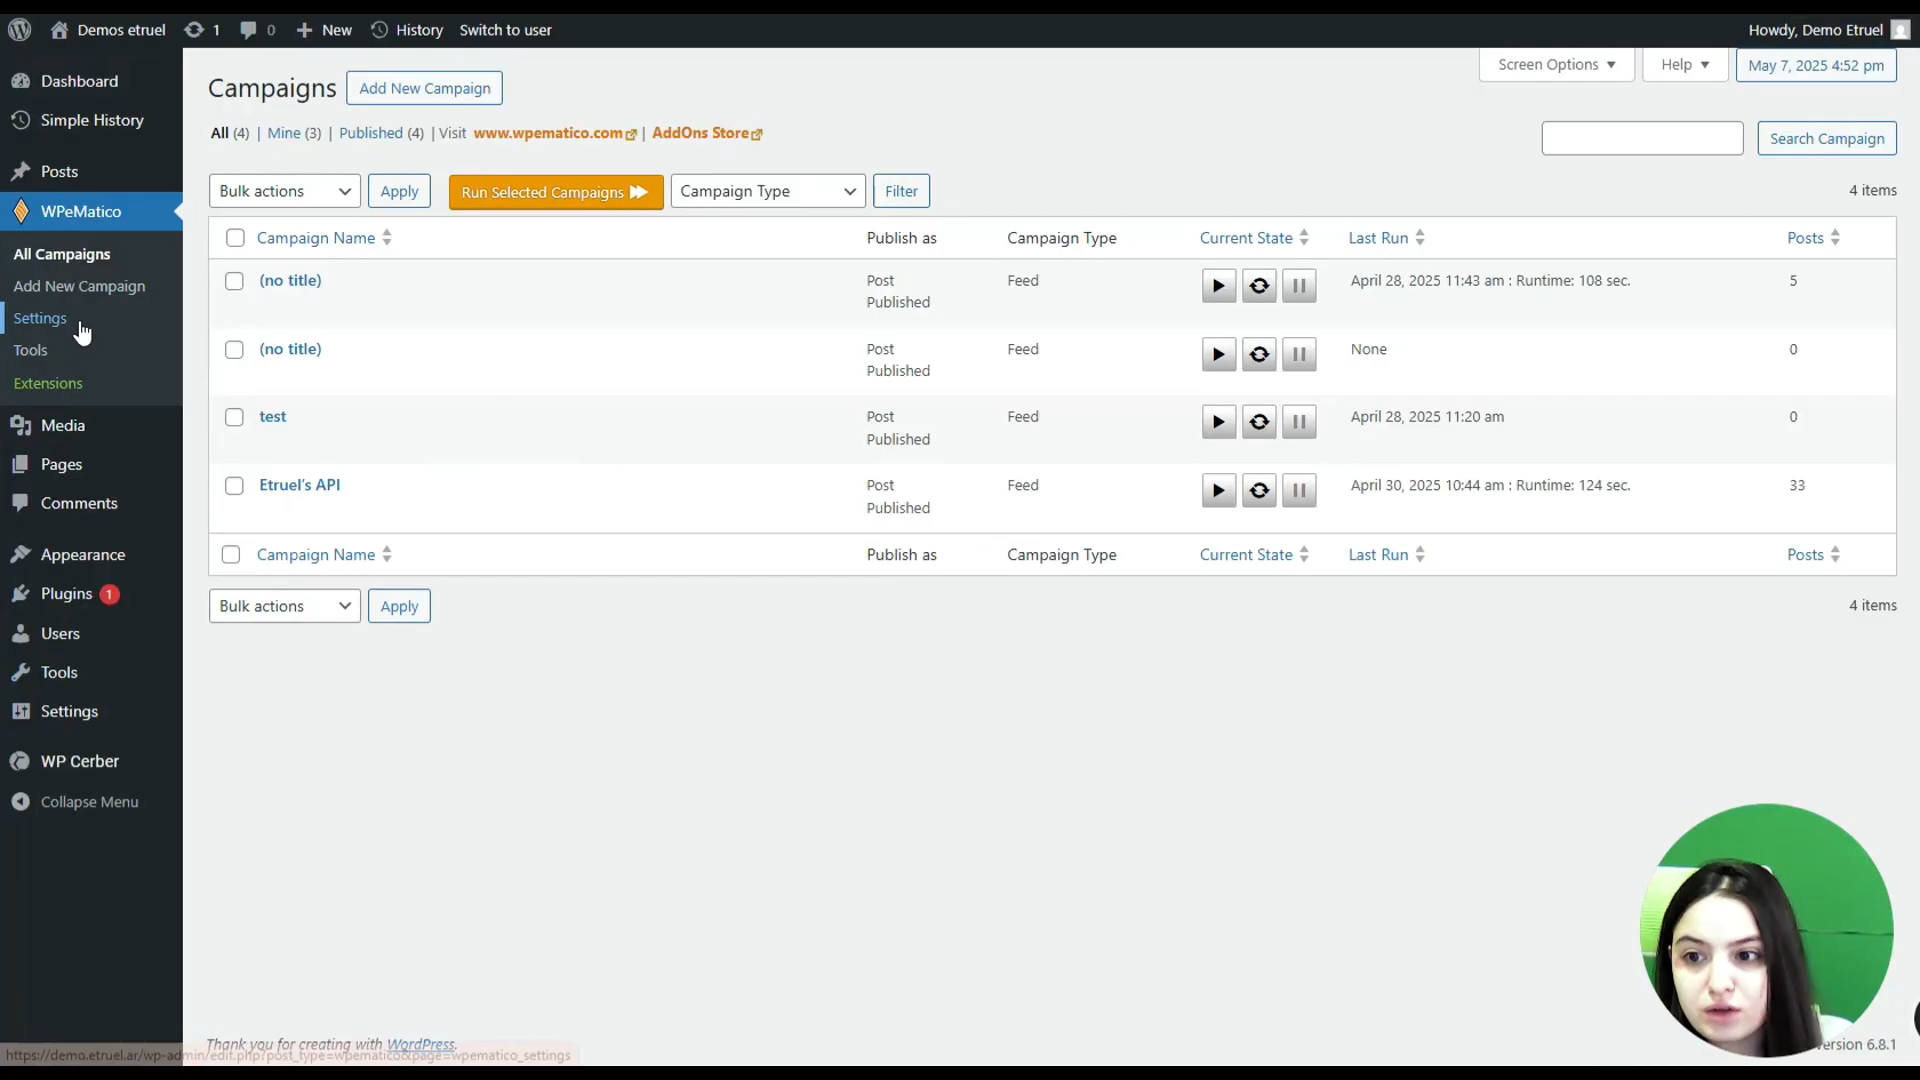 Demos etruel 1 0 New History Switch to user Howdy, Demo Etruel
Dashboard
Simple History
Posts
WPeMatico
All Campaigns
Add New Campaign
Settings
Tools
Extensions
Media
Pages
Comments
Appearance
Plugins 1
Users
Tools
Settings
WP Cerber
Collapse Menu
Screen Options Help May 7, 2025 4:52 pm
Campaigns Add New Campaign
All (4) | Mine (3) | Published (4) | Visit www.wpematico.com | AddOns Store
Search Campaign
Bulk actions Apply Run Selected Campaigns Campaign Type Filter 4 items
Campaign Name Publish as Campaign Type Current State Last Run Posts
(no title) Post Feed April 28, 2025 11:43 am : Runtime: 108 sec. 5
Published
(no title) Post Feed None 0
Published
test Post Feed April 28, 2025 11:20 am 0
Published
Etruel's API Post Feed April 30, 2025 10:44 am : Runtime: 124 sec. 33
Published
Campaign Name Publish as Campaign Type Current State Last Run Posts
Bulk actions Apply 4 items
Thank you for creating with WordPress. ersion 6.8.1
https://demo.etruel.ar/wp-admin/edit.php?post_type=wpematico&page=wpematico_settings